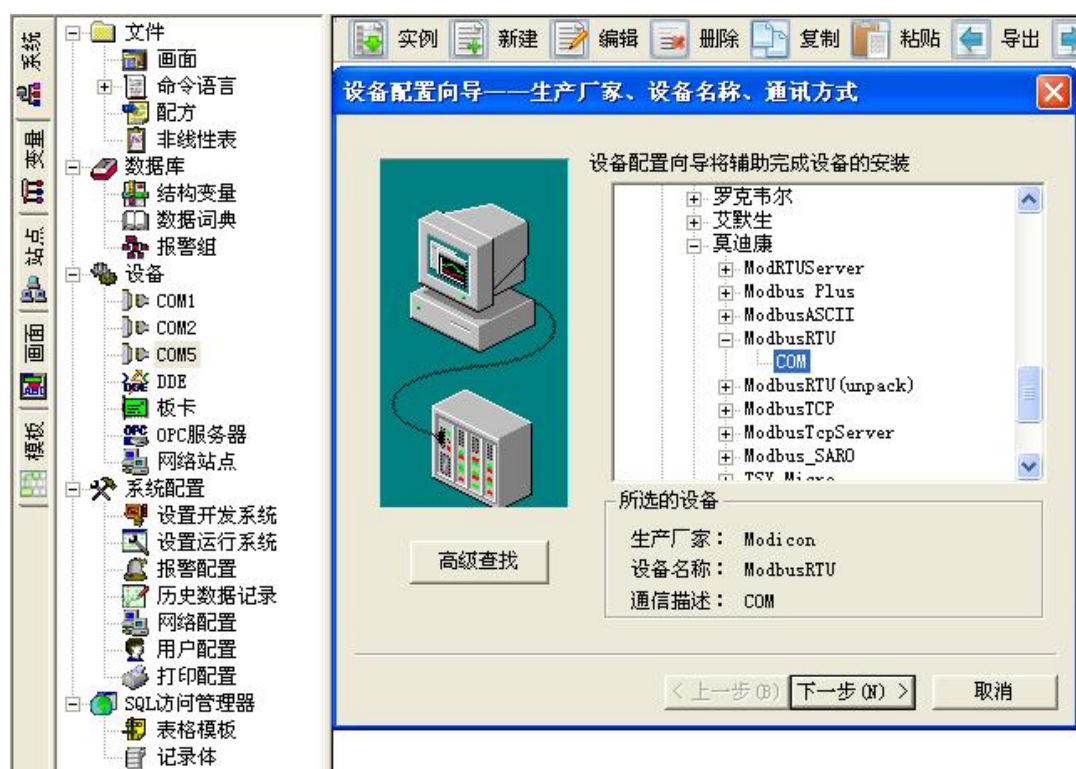 系统
变量
站点
画面
模板
文件
画面
命令语言
配方
非线性表
数据库
结构变量
数据词典
报警组
设备
COM1
COM2
COM5
DDE
板卡
OPC服务器
网络站点
系统配置
设置开发系统
设置运行系统
报警配置
历史数据记录
网络配置
用户配置
打印配置
SQL访问管理器
表格模板
记录体
实例 新建 编辑 删除 复制 粘贴 导出
设备配置向导——生产厂家、设备名称、通讯方式
设备配置向导将辅助完成设备的安装
罗克韦尔
艾默生
莫迪康
ModRTUServer
Modbus Plus
ModbusASCII
ModbusRTU
COM
ModbusRTU(unpack)
ModbusTCP
ModbusTcpServer
Modbus_SARO
TSX Micro
高级查找
所选的设备
生产厂家： Modicon
设备名称： ModbusRTU
通信描述： COM
< 上一步(B) 下一步(N) > 取消